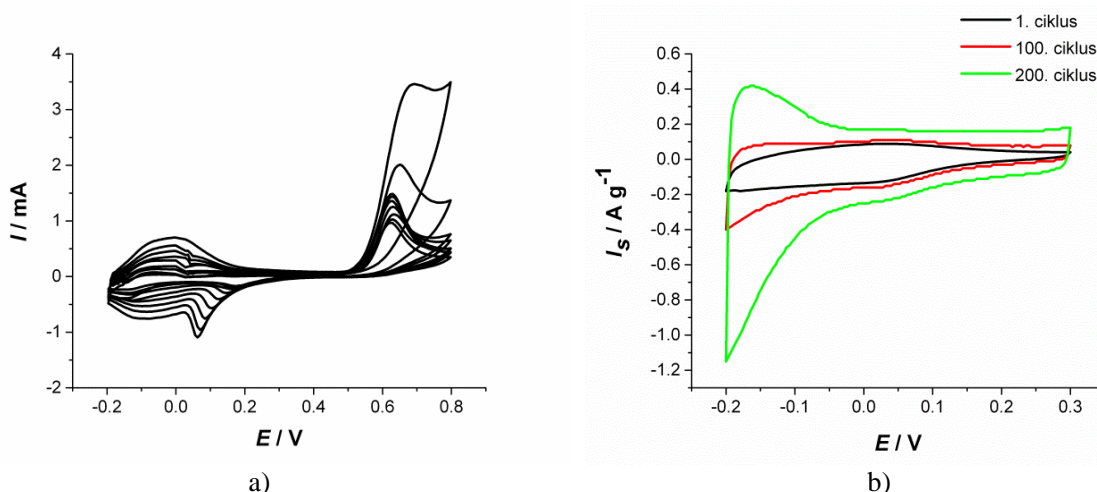 4
3
2
1
0
-1
-2
I / mA
-0.2 0.0 0.2 0.4 0.6 0.8
E / V
a)
1. ciklus
100. ciklus
200. ciklus
0.6
0.4
0.2
0.0
-0.2
-0.4
-0.6
-0.8
-1.0
-1.2
Is / A g-1
-0.2 -0.1 0.0 0.1 0.2 0.3
E / V
b)